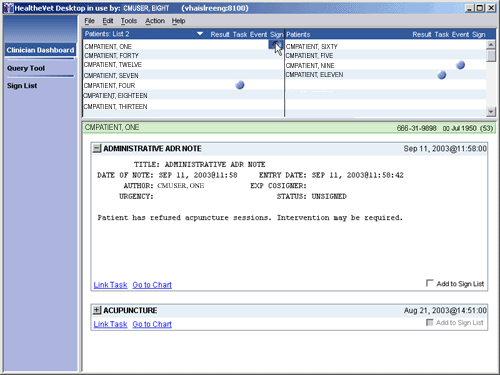 HealtheVet Desktop in use by: CMUSER, EIGHT (vhaislreeng:8100)
File Edit Tools Action Help
Clinician Dashboard
Query Tool
Sign List
Patients: List 2 Result Task Event Sign Patients Result Task Event Sign
CMPATIENT, ONE CMPATIENT, SIXTY
CMPATIENT, FORTY CMPATIENT, FIVE
CMPATIENT, TWELVE CMPATIENT, NINE
CMPATIENT, SEVEN CMPATIENT, ELEVEN
CMPATIENT, FOUR
CMPATIENT, EIGHTEEN
CMPATIENT, THIRTEEN
CMPATIENT, ONE 666-31-9898 00 Jul 1950 (53)
ADMINISTRATIVE ADR NOTE Sep 11, 2003@11:58:00
TITLE: ADMINISTRATIVE ADR NOTE
DATE OF NOTE: SEP 11, 2003@11:58 ENTRY DATE: SEP 11, 2003@11:58:42
AUTHOR: CMUSER, ONE EXP COSIGNER:
URGENCY: STATUS: UNSIGNED
Patient has refused acpuncture sessions. Intervention may be required.
Link Task Go to Chart Add to Sign List
ACUPUNCTURE Aug 21, 2003@14:51:00
Link Task Go to Chart Add to Sign List